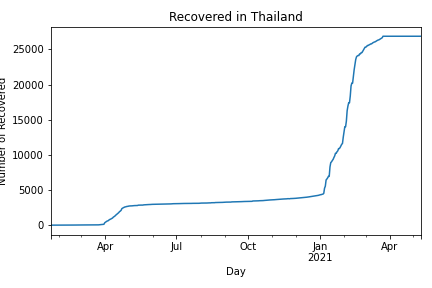 Recovered in Thailand
Number of Recovered
25000
20000
15000
10000
5000
0
Apr
Jul
Oct
Jan
2021
Apr
Day